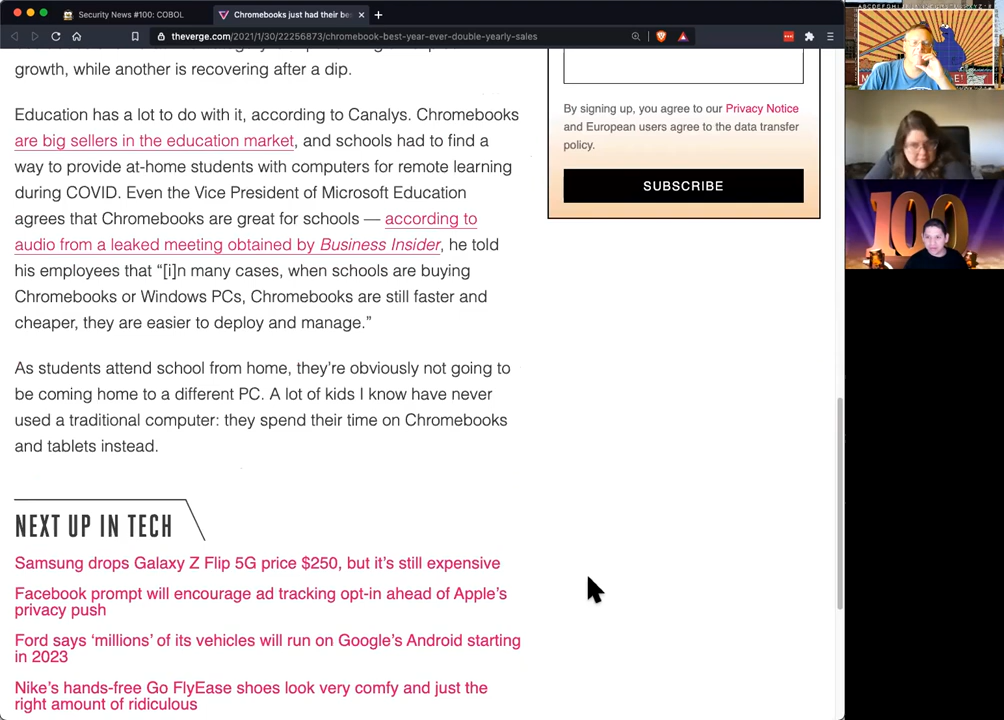 Security News #100: COBOL
Chromebooks just had their be
theverge.com/2021/1/30/22256873/chromebook-best-year-ever-double-yearly-sales
growth, while another is recovering after a dip.
Education has a lot to do with it, according to Canalys. Chromebooks
are big sellers in the education market, and schools had to find a
way to provide at-home students with computers for remote learning
during COVID. Even the Vice President of Microsoft Education
agrees that Chromebooks are great for schools — according to
audio from a leaked meeting obtained by Business Insider, he told
his employees that “[i]n many cases, when schools are buying
Chromebooks or Windows PCs, Chromebooks are still faster and
cheaper, they are easier to deploy and manage.”
As students attend school from home, they’re obviously not going to
be coming home to a different PC. A lot of kids I know have never
used a traditional computer: they spend their time on Chromebooks
and tablets instead.
NEXT UP IN TECH
Samsung drops Galaxy Z Flip 5G price $250, but it’s still expensive
Facebook prompt will encourage ad tracking opt-in ahead of Apple’s
privacy push
Ford says ‘millions’ of its vehicles will run on Google’s Android starting
in 2023
Nike’s hands-free Go FlyEase shoes look very comfy and just the
right amount of ridiculous
By signing up, you agree to our Privacy Notice
and European users agree to the data transfer
policy.
SUBSCRIBE
100